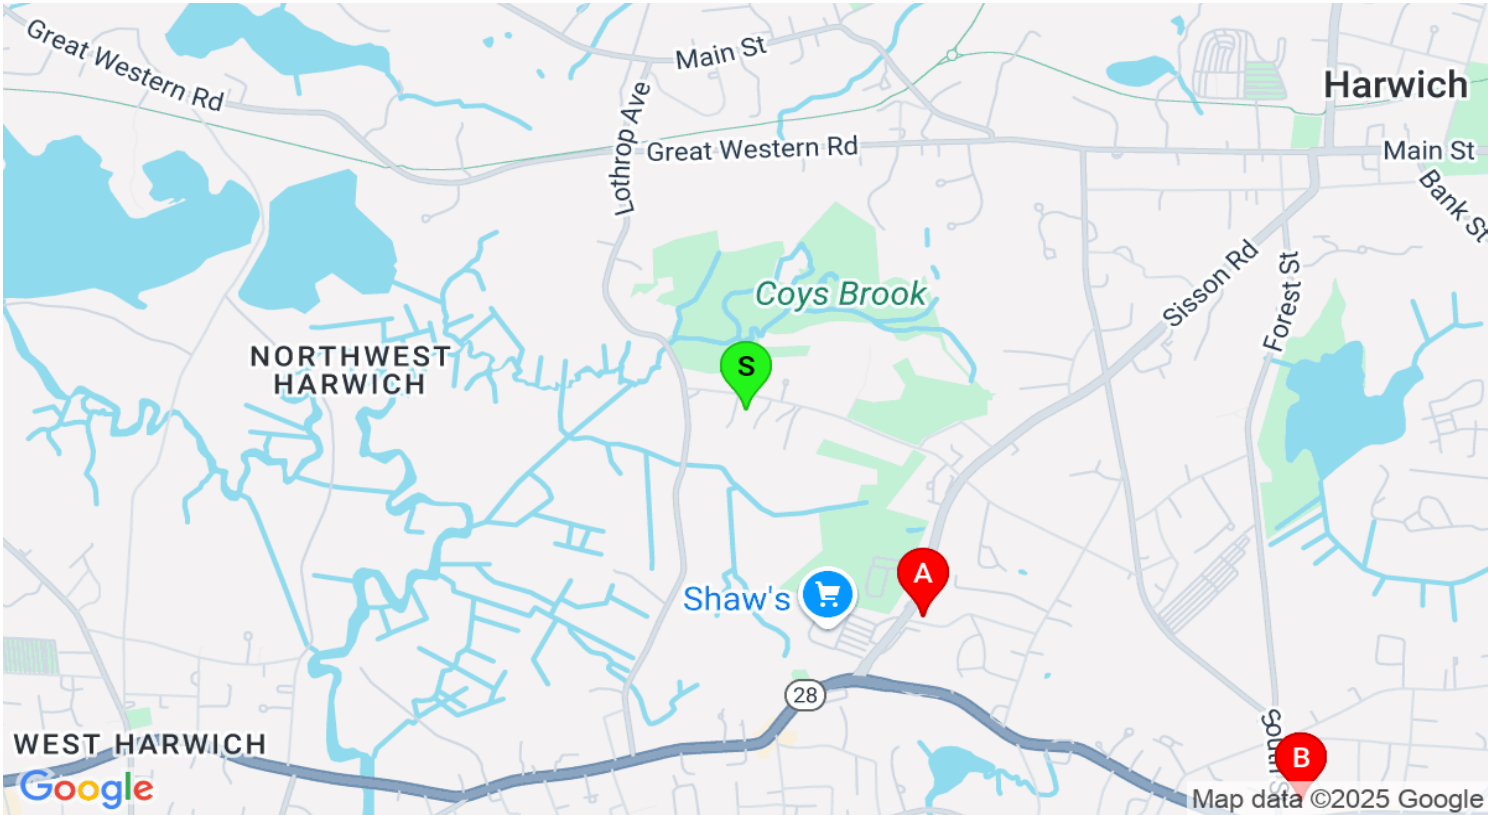 Great Western Rd
Main St
Harwich
Lothrop Ave
Great Western Rd
Main St
Bank St
Coys Brook
Sisson Rd
Forest St
NORTHWEST
HARWICH
S
A
Shaw's
28
South S
B
WEST HARWICH
Google
Map data ©2025 Google